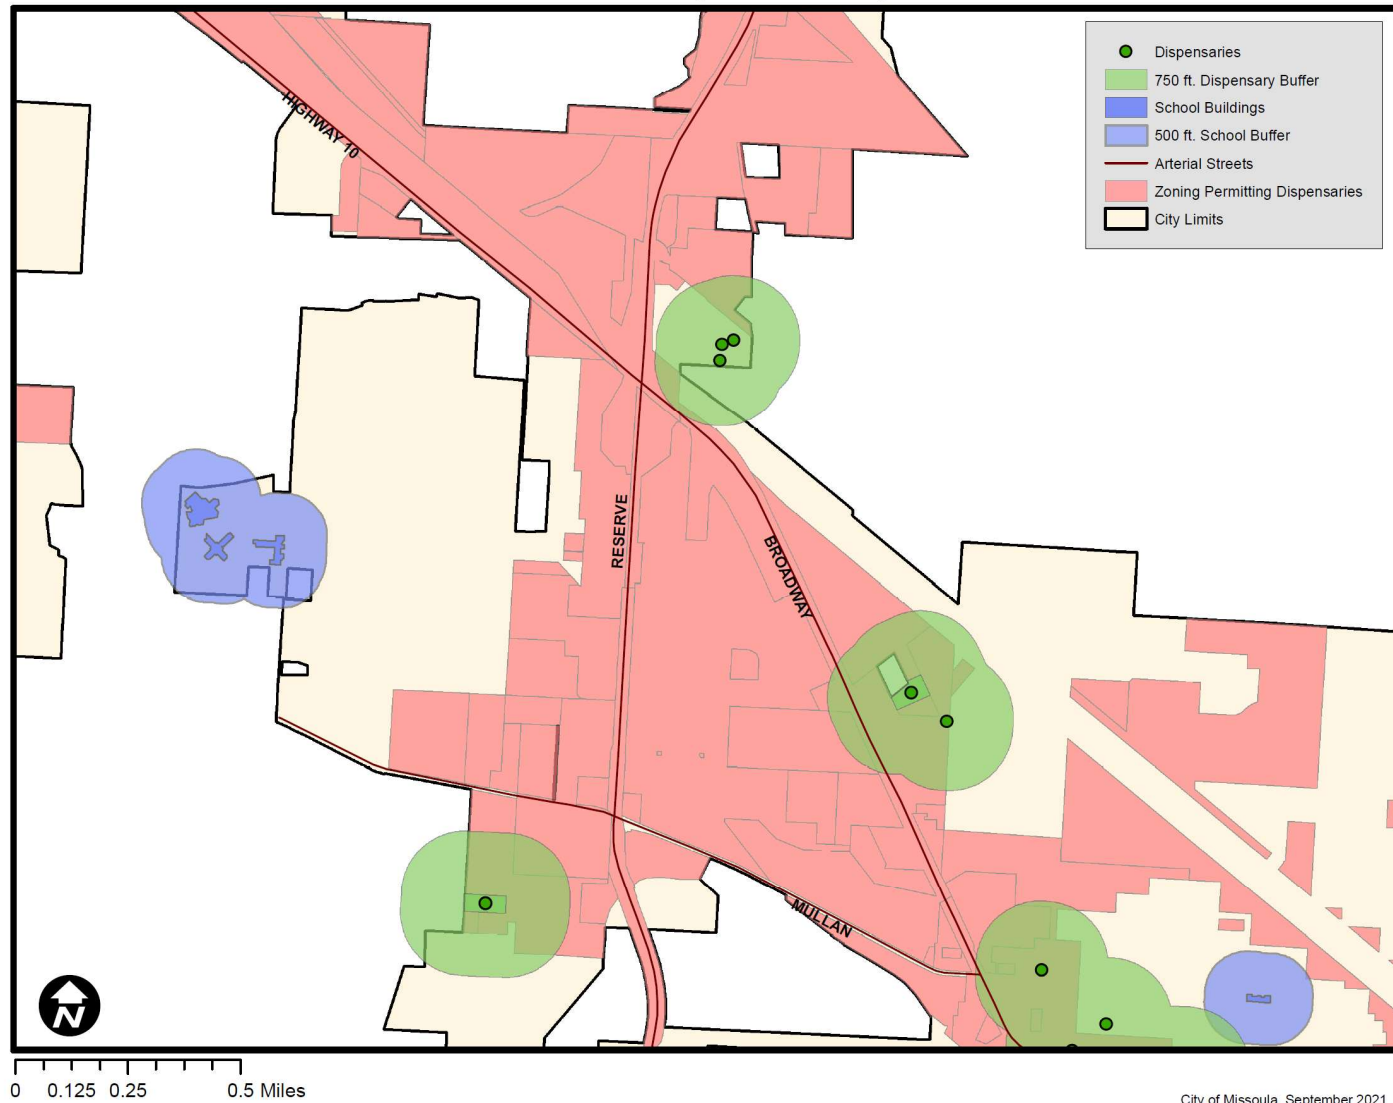 Dispensaries
750 ft. Dispensary Buffer
School Buildings
500 ft. School Buffer
Arterial Streets
Zoning Permitting Dispensaries
City Limits
HIGHWAY 10
RESERVE
BROADWAY
MULLAN
N
0 0.125 0.25 0.5 Miles
City of Missoula, September 2021